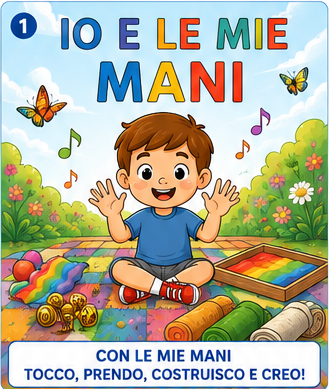 1
IO E LE MIE
MANI
CON LE MIE MANI
TOCCO, PRENDO, COSTRUISCO E CREO!